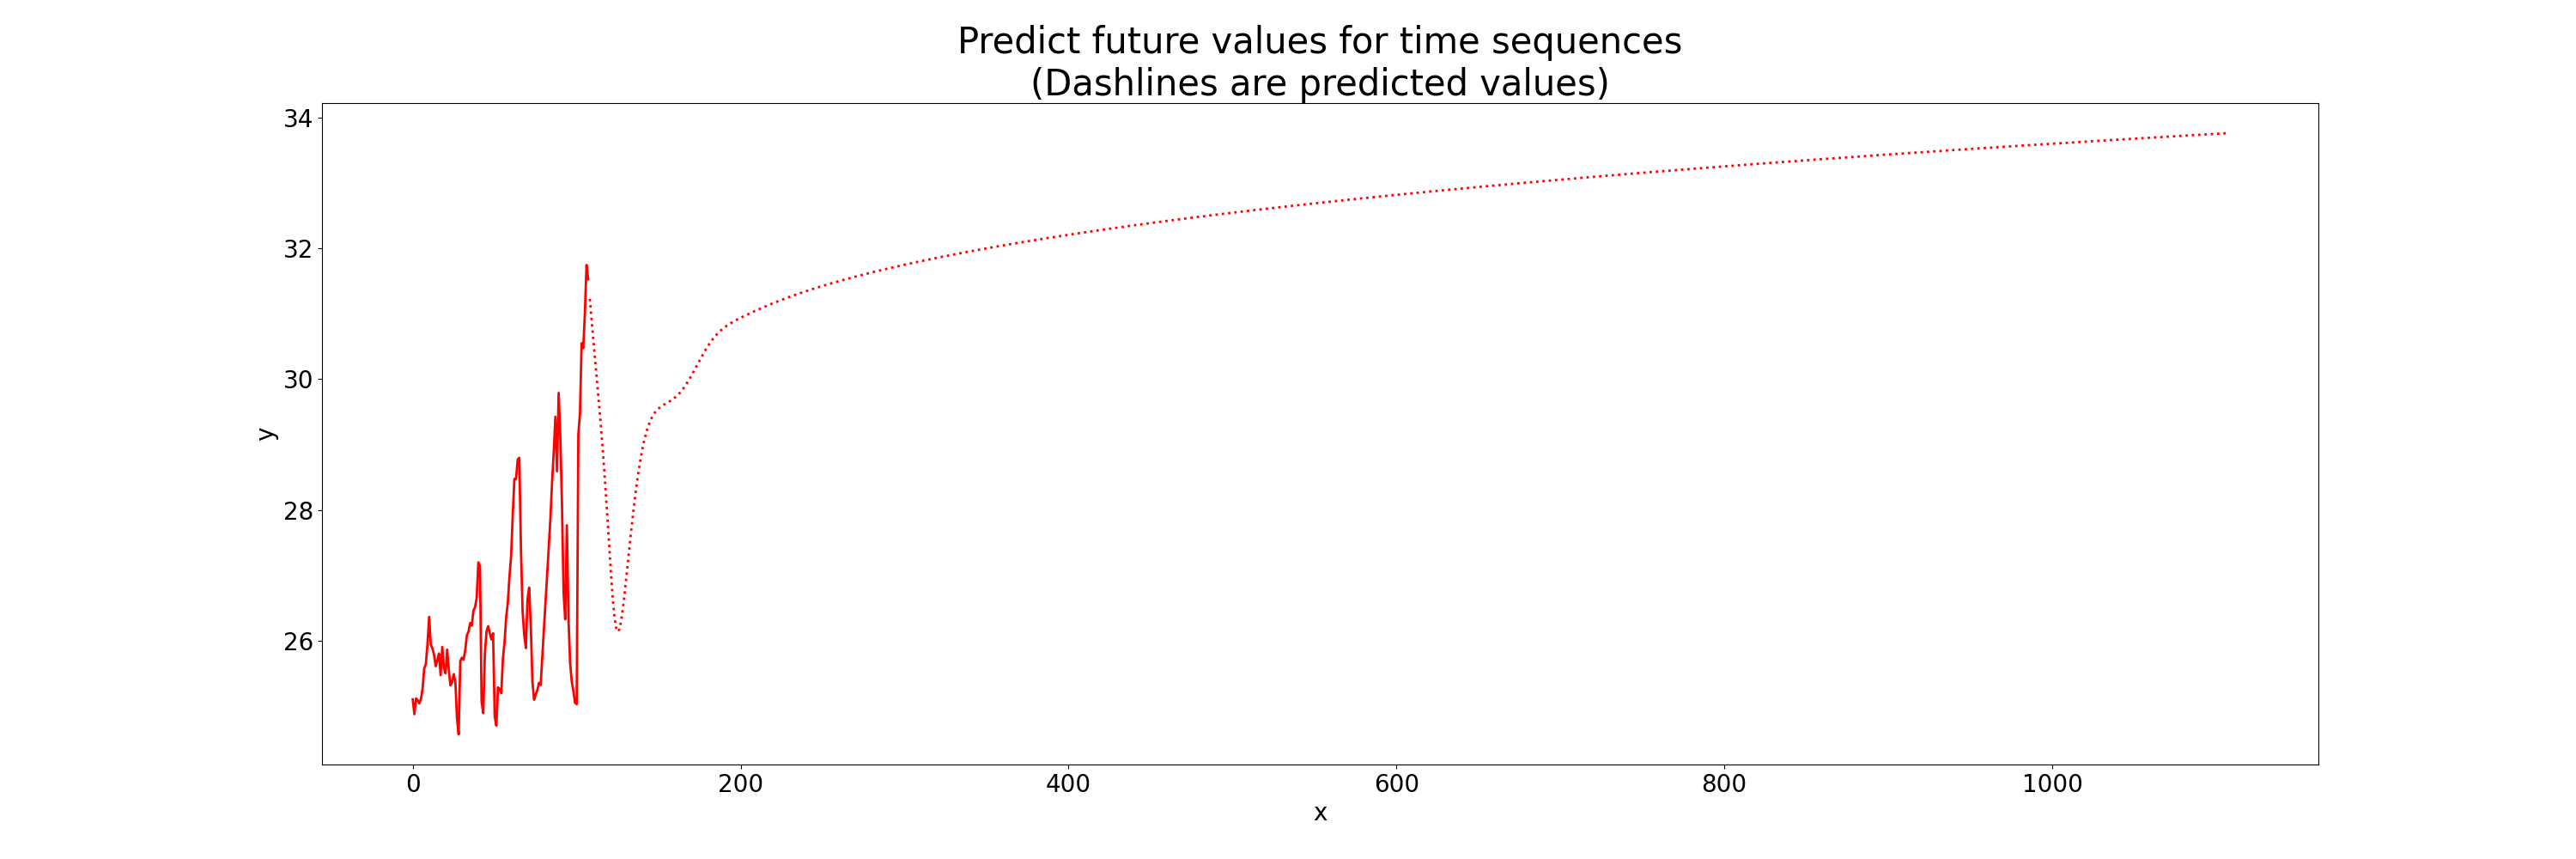 Predict future values for time sequences
(Dashlines are predicted values)
34
32
30
28
26
y
0 200 400 600 800 1000
x